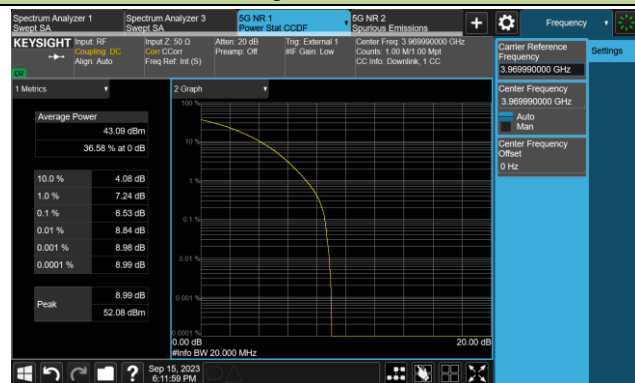 Spectrum Analyzer 1
Swept SA
Spectrum Analyzer 3
Swept SA
5G NR 1
Power Stat CCDF
5G NR 2
Spurious Emissions
Frequency
KEYSIGHT
Input: RF
Coupling: DC
Align: Auto
Input Z: 50 Ω
Corr CCorr
Freq Ref: Int (S)
Atten: 20 dB
Preamp: Off
Trig: External 1
#IF Gain: Low
Center Freq: 3.969990000 GHz
Counts: 1.00 M/1.00 Mpt
CC Info: Downlink, 1 CC
1 Metrics
Average Power
43.09 dBm
36.58 % at 0 dB
10.0 % 4.08 dB
1.0 % 7.24 dB
0.1 % 8.53 dB
0.01 % 8.84 dB
0.001 % 8.98 dB
0.0001 % 8.99 dB
Peak
8.99 dB
52.08 dBm
2 Graph
100 %
10 %
1 %
0.1 %
0.01 %
0.001 %
0.0001 %
0.00 dB
20.00 dB
#Info BW 20.000 MHz
Carrier Reference
Frequency
3.969990000 GHz
Center Frequency
3.969990000 GHz
Auto
Man
Center Frequency
Offset
0 Hz
Settings
Sep 15, 2023
6:11:59 PM